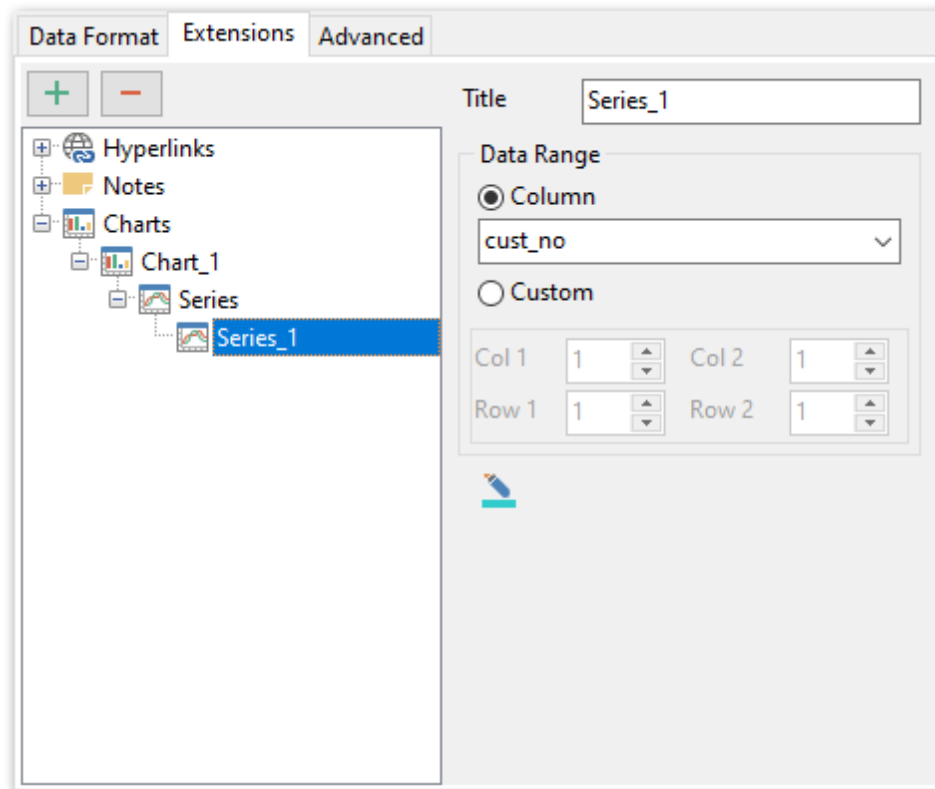 Data Format Extensions Advanced
Title Series_1
Hyperlinks
Notes
Charts
Chart_1
Series
Series_1
Data Range
Column
cust_no
Custom
Col 1 1 Col 2 1
Row 1 1 Row 2 1